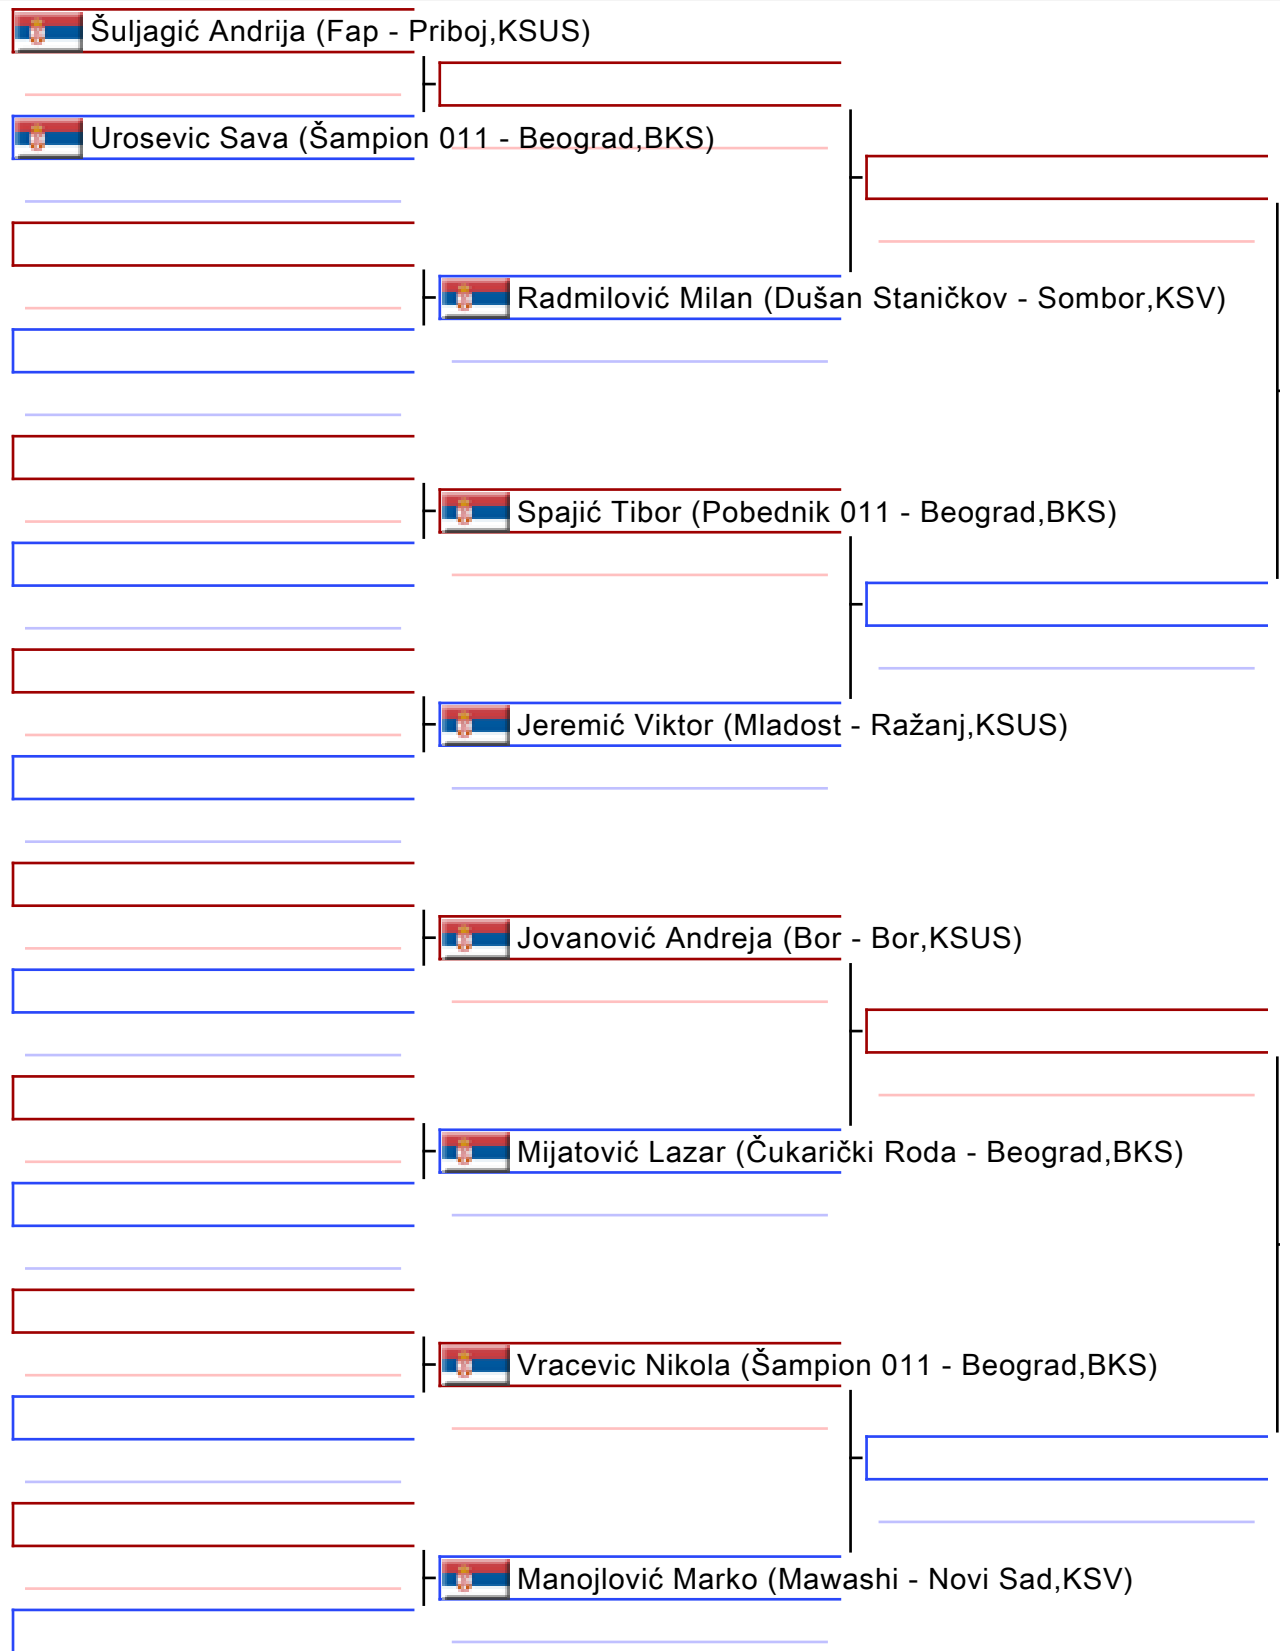 Šuljagić Andrija (Fap - Priboj,KSUS)
Urosevic Sava (Šampion 011 - Beograd,BKS)
Radmilović Milan (Dušan Staničkov - Sombor,KSV)
Spajić Tibor (Pobednik 011 - Beograd,BKS)
Jeremić Viktor (Mladost - Ražanj,KSUS)
Jovanović Andreja (Bor - Bor,KSUS)
Mijatović Lazar (Čukarički Roda - Beograd,BKS)
Vracevic Nikola (Šampion 011 - Beograd,BKS)
Manojlović Marko (Mawashi - Novi Sad,KSV)